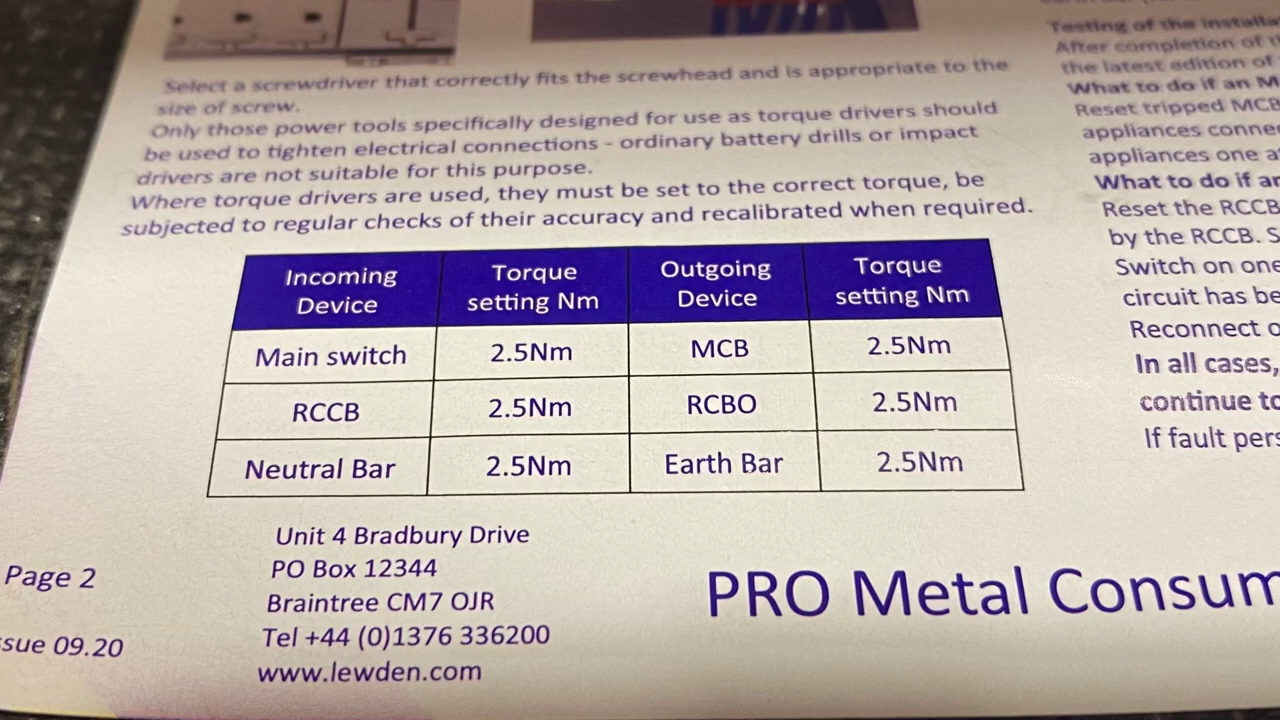 Select a screwdriver that correctly fits the screwhead and is appropriate to the
size of screw.
Only those power tools specifically designed for use as torque drivers should
be used to tighten electrical connections - ordinary battery drills or impact
drivers are not suitable for this purpose.
Where torque drivers are used, they must be set to the correct torque, be
subjected to regular checks of their accuracy and recalibrated when required.
Incoming Device Torque setting Nm Outgoing Device Torque setting Nm
Main switch 2.5Nm MCB 2.5Nm
RCCB 2.5Nm RCBO 2.5Nm
Neutral Bar 2.5Nm Earth Bar 2.5Nm
Unit 4 Bradbury Drive
PO Box 12344
Braintree CM7 OJR
Tel +44 (0)1376 336200
www.lewden.com
Page 2
ssue 09.20
PRO Metal Consum
Testing of the installa
After completion of t
the latest edition of
What to do if an M
Reset tripped MCB
appliances conne
appliances one a
What to do if ar
Reset the RCCB
by the RCCB. S
Switch on one
circuit has be
Reconnect o
In all cases,
continue to
If fault pers